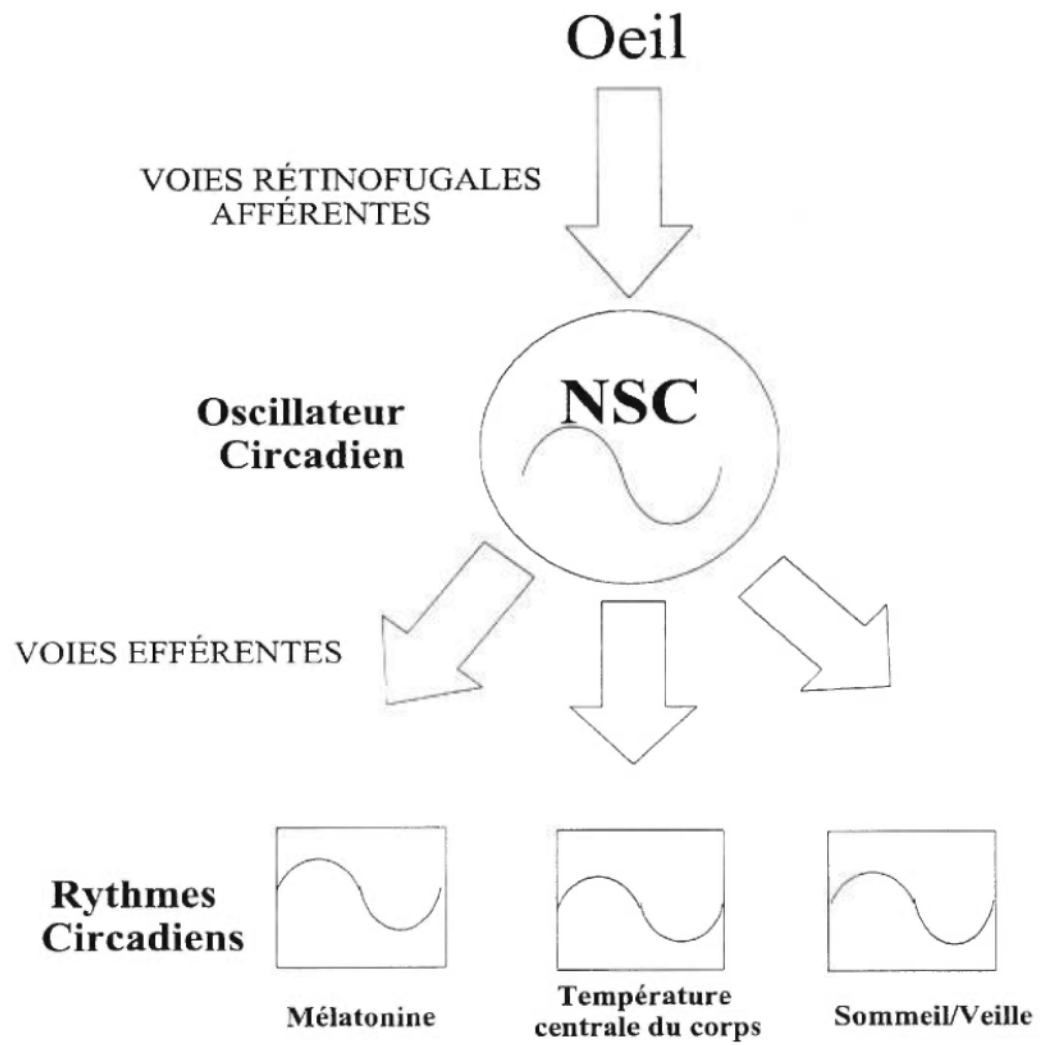 Oeil
VOIES RÉTINOFUGALES
AFFÉRENTES
NSC
Oscillateur
Circadien
VOIES EFFÉRENTES
Rythmes
Circadiens
Mélatonine
Température
centrale du corps
Sommeil/Veille